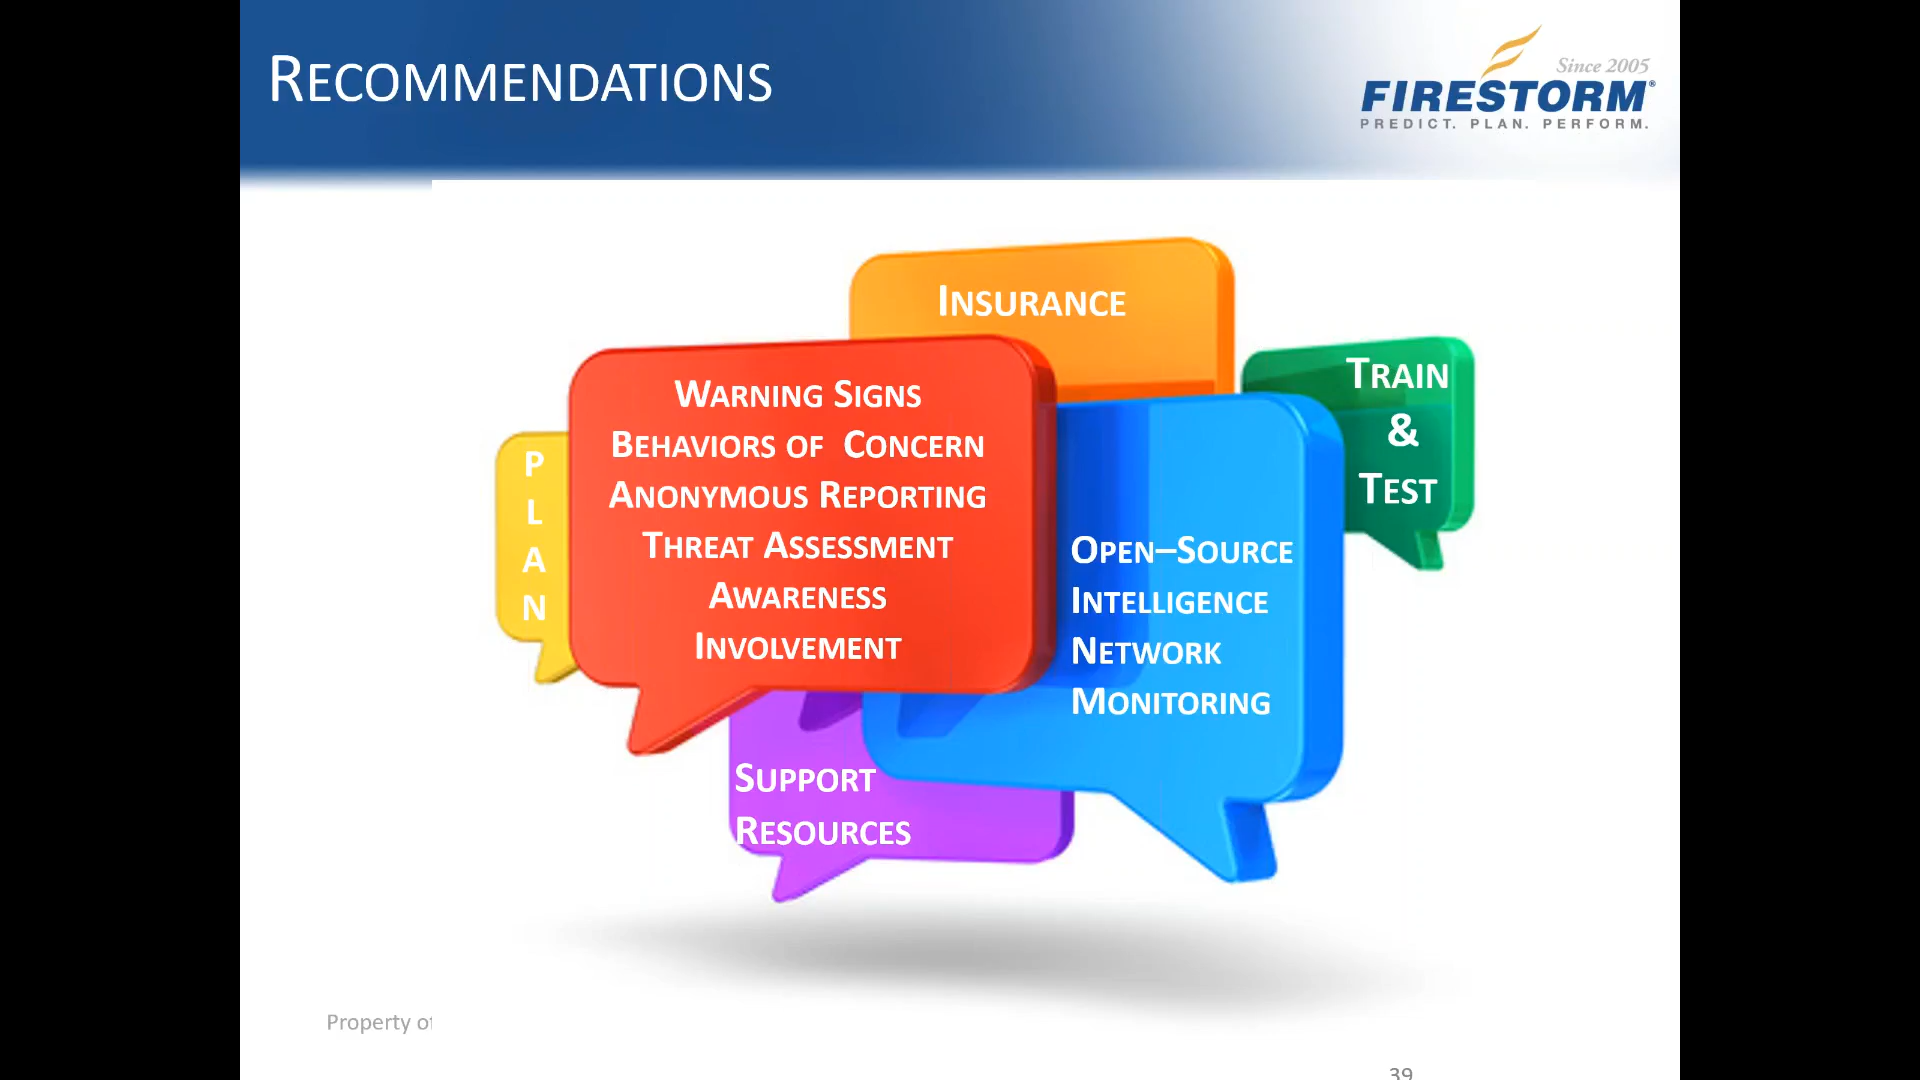 RECOMMENDATIONS
Since 2005
FIRESTORM®
PREDICT. PLAN. PERFORM.
INSURANCE
WARNING SIGNS
BEHAVIORS OF CONCERN
ANONYMOUS REPORTING
THREAT ASSESSMENT
AWARENESS
INVOLVEMENT
TRAIN
&
TEST
P
L
A
N
OPEN–SOURCE
INTELLIGENCE
NETWORK
MONITORING
SUPPORT
RESOURCES
Property of
39